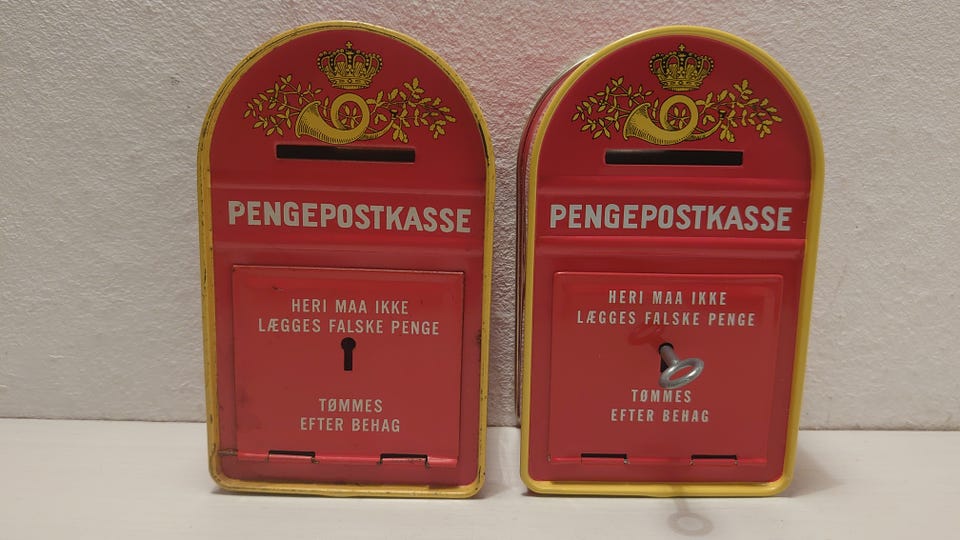 PENGEPOSTKASSE
HERI MAA IKKE
LÆGGES FALSKE PENGE
TØMMES
EFTER BEHAG
PENGEPOSTKASSE
HERI MAA IKKE
LÆGGES FALSKE PENGE
TØMMES
EFTER BEHAG